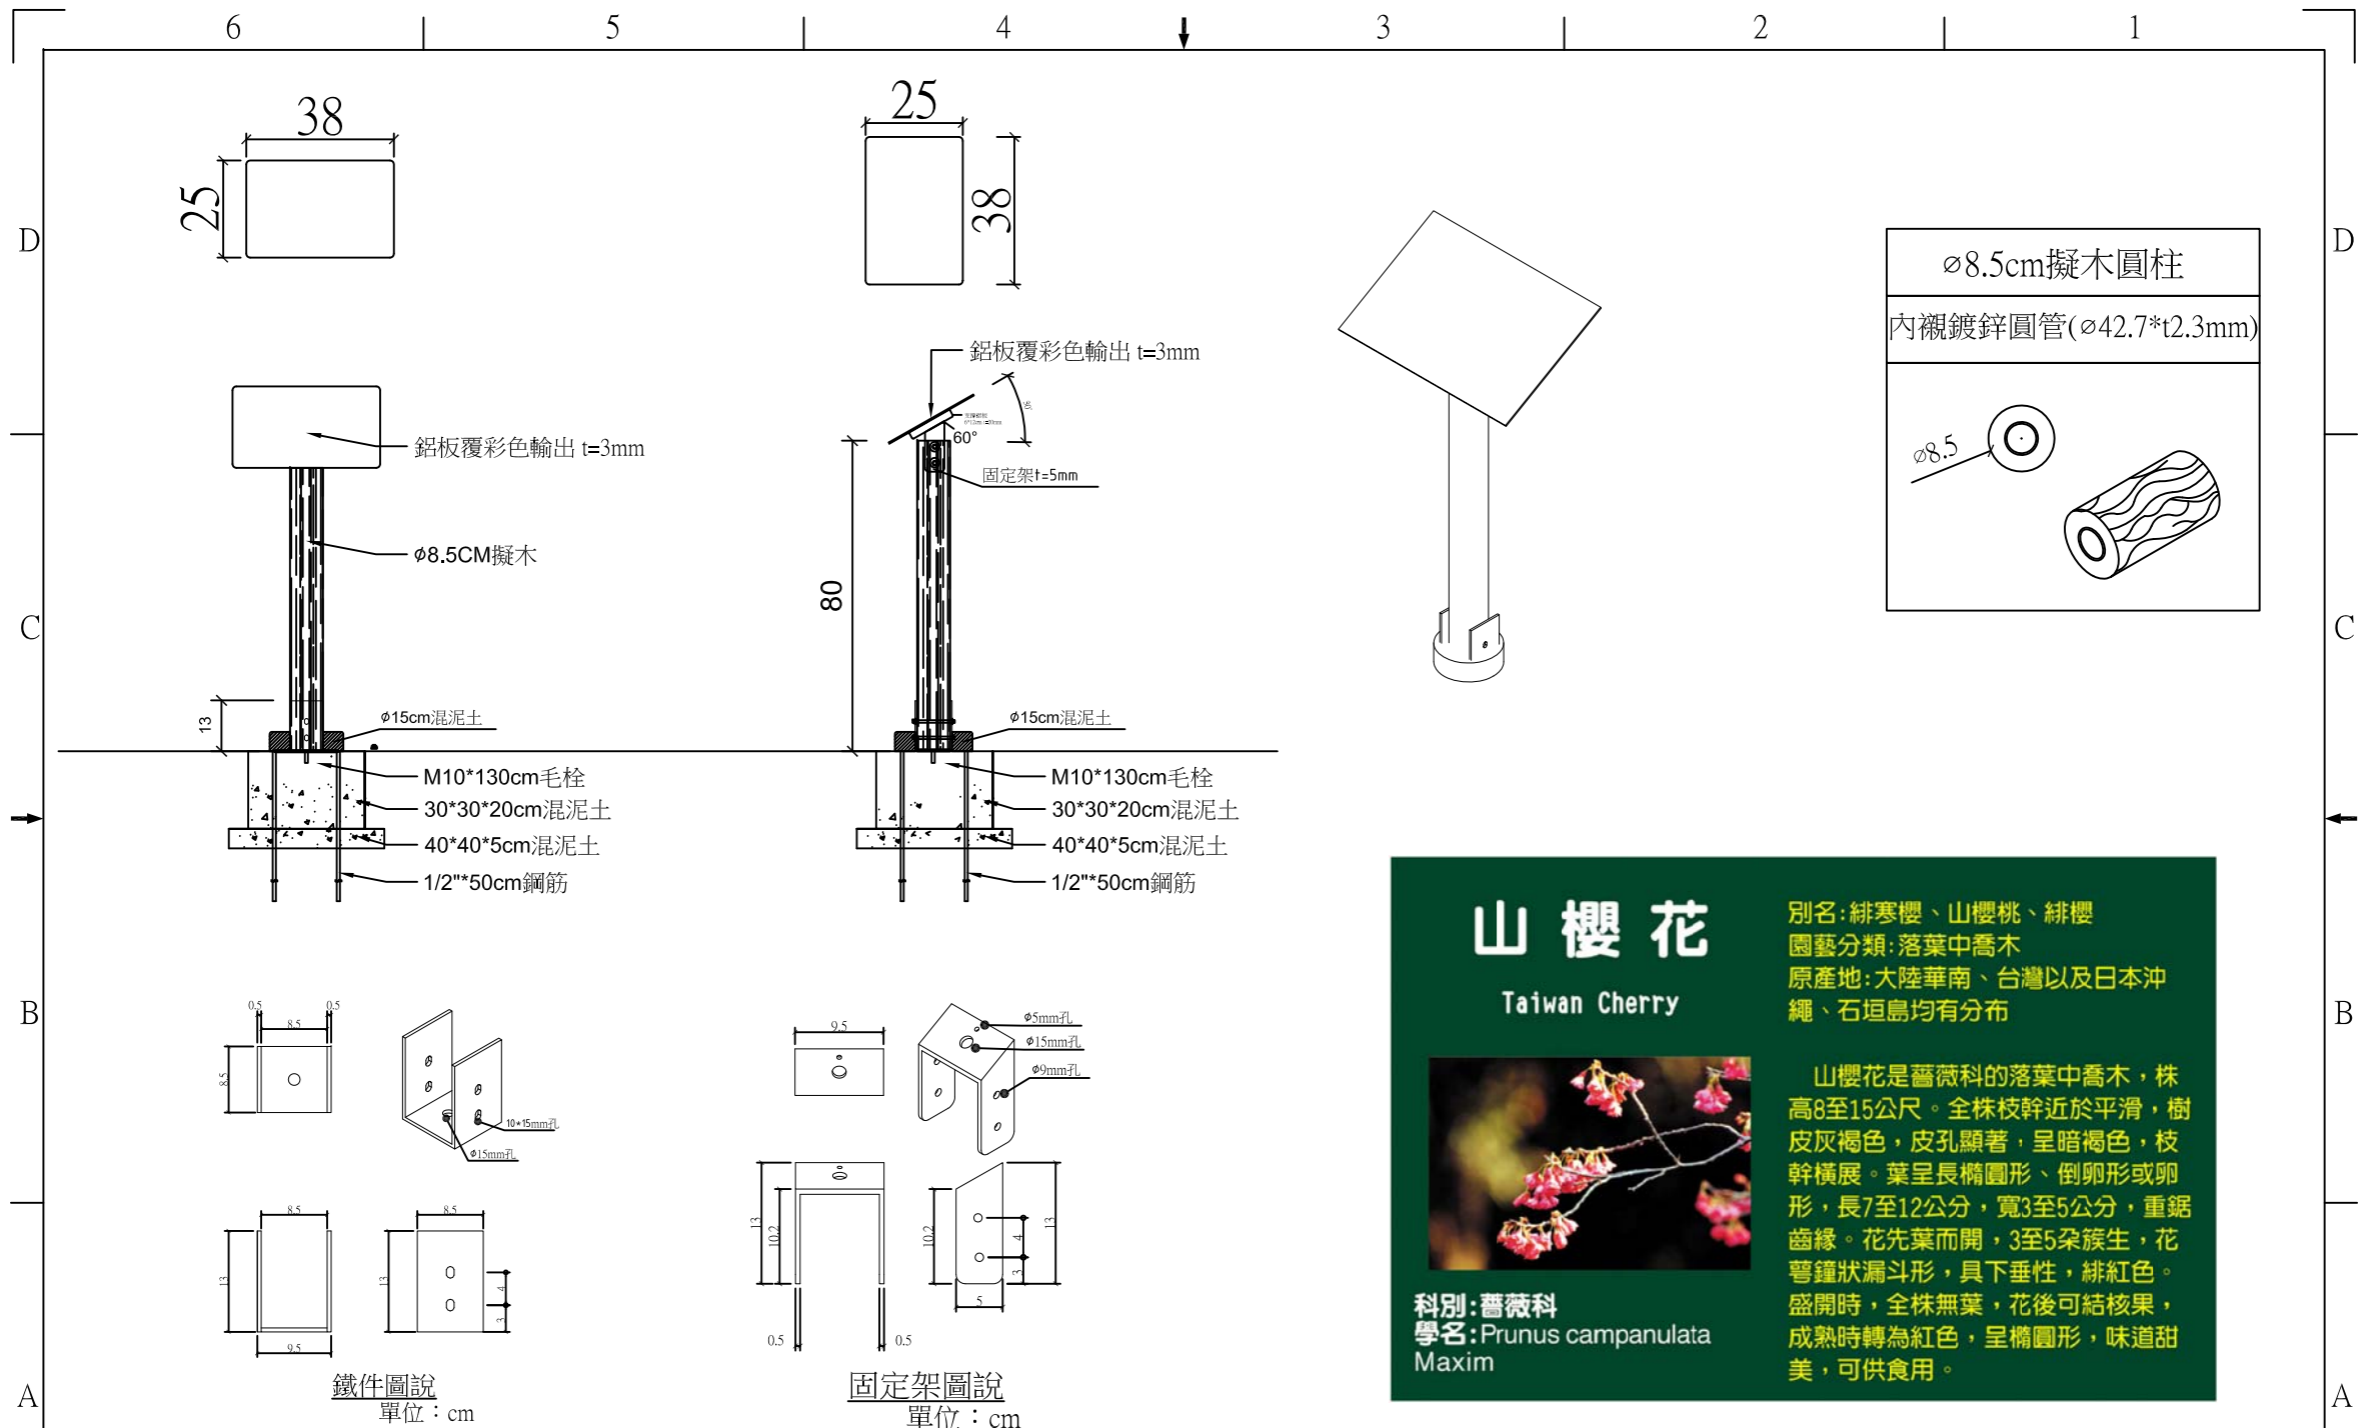 6 5 4 3 2 1
D
D
C
C
B
B
A
A
38
25
25
38
鋁板覆彩色輸出 t=3mm
ø8.5CM擬木
13
ø15cm混泥土
M10*130cm毛栓
30*30*20cm混泥土
40*40*5cm混泥土
1/2"*50cm鋼筋
鋁板覆彩色輸出 t=3mm
60°
固定架t=5mm
80
ø15cm混泥土
M10*130cm毛栓
30*30*20cm混泥土
40*40*5cm混泥土
1/2"*50cm鋼筋
ø8.5cm擬木圓柱
內襯鍍鋅圓管(ø42.7*t2.3mm)
ø8.5
0.5
0.5
8.5
8.5
10*15mm孔
ø15mm孔
8.5
13
9.5
8.5
13
4
3
鐵件圖說
單位：cm
9.5
ø5mm孔
ø15mm孔
ø9mm孔
13
10.2
0.5
0.5
10.2
13
4
3
5
固定架圖說
單位：cm
山櫻花
Taiwan Cherry
科別:薔薇科
學名:Prunus campanulata
Maxim
別名:緋寒櫻、山櫻桃、緋櫻
園藝分類:落葉中喬木
原產地:大陸華南、台灣以及日本沖
繩、石垣島均有分布
山櫻花是薔薇科的落葉中喬木，株
高8至15公尺。全株枝幹近於平滑，樹
皮灰褐色，皮孔顯著，呈暗褐色，枝
幹橫展。葉呈長橢圓形、倒卵形或卵
形，長7至12公分，寬3至5公分，重鋸
齒緣。花先葉而開，3至5朵簇生，花
萼鐘狀漏斗形，具下垂性，緋紅色。
盛開時，全株無葉，花後可結核果，
成熟時轉為紅色，呈橢圓形，味道甜
美，可供食用。